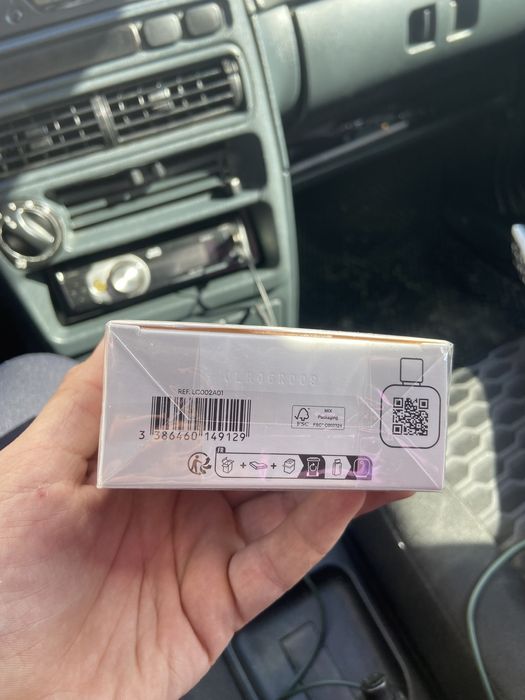 REF. LC002A01
3 386460 149129
FSC
MIX
Packaging
FR
+ +